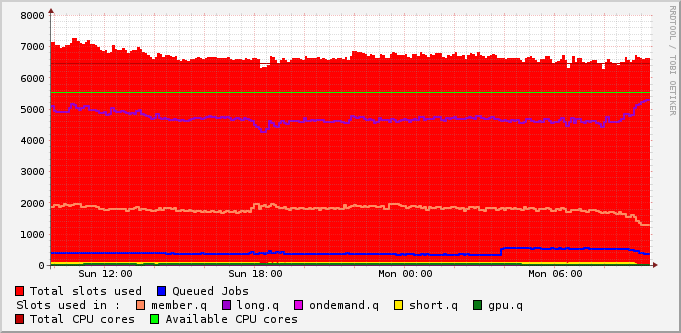 8000
7000
6000
5000
4000
3000
2000
1000
0
Sun 12:00 Sun 18:00 Mon 00:00 Mon 06:00
RRDTOOL / TOBI OETIKER
Total slots used Queued Jobs
Slots used in : member.q long.q ondemand.q short.q gpu.q
Total CPU cores Available CPU cores